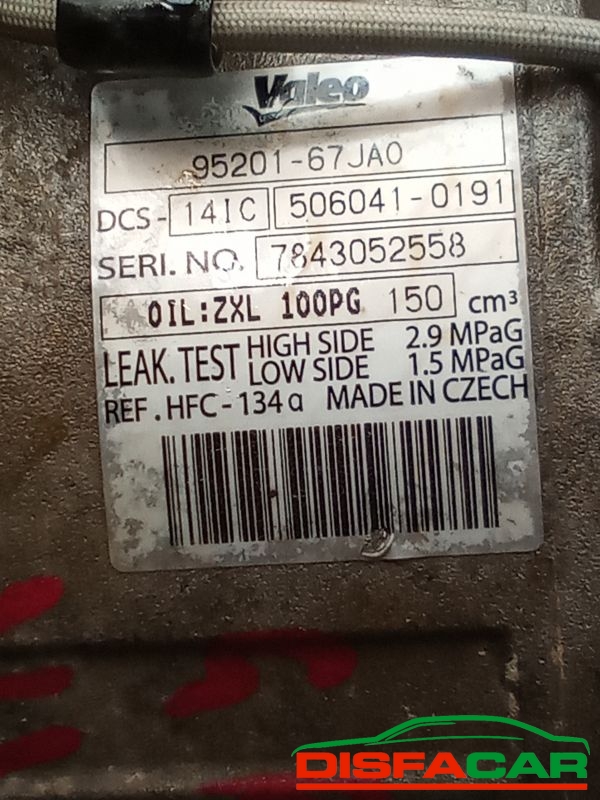 Valeo
95201-67JA0
DCS- 14IC 506041-0191
SERI. NO. 7843052558
OIL:ZXL 100PG 150 cm³
LEAK. TEST HIGH SIDE 2.9 MPaG
LOW SIDE 1.5 MPaG
REF. HFC-134a MADE IN CZECH
DISFACAR